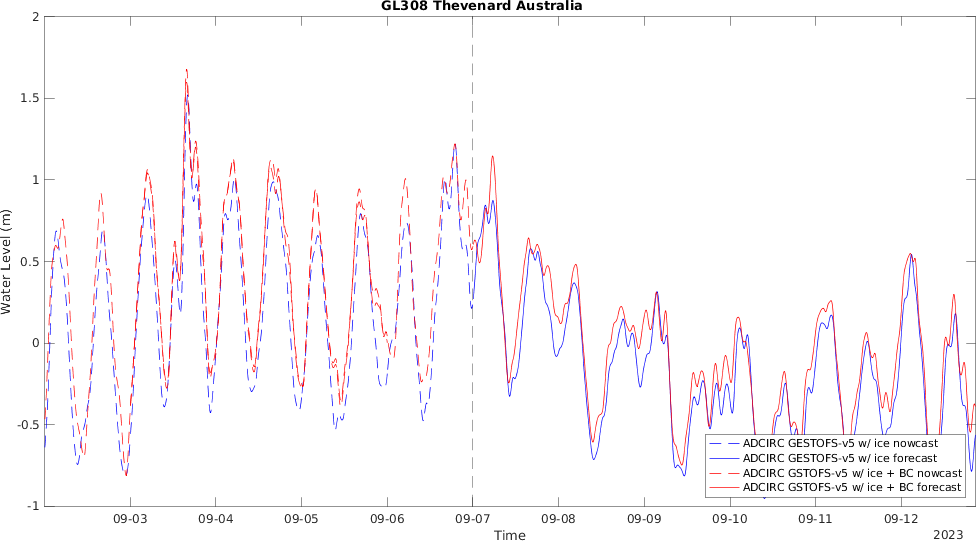 GL308 Thevenard Australia
2
1.5
1
0.5
0
-0.5
-1
Water Level (m)
09-03 09-04 09-05 09-06 09-07 09-08 09-09 09-10 09-11 09-12
Time
2023
ADCIRC GESTOFS-v5 w/ ice nowcast
ADCIRC GESTOFS-v5 w/ ice forecast
ADCIRC GSTOFS-v5 w/ ice + BC nowcast
ADCIRC GSTOFS-v5 w/ ice + BC forecast